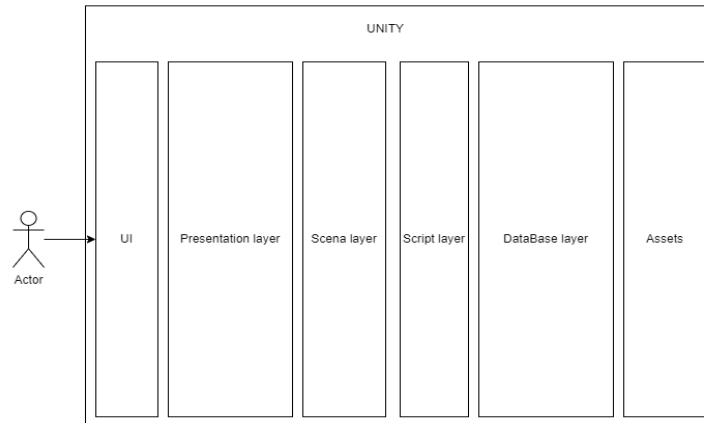 UNITY
UI
Presentation layer
Scena layer
Script layer
DataBase layer
Assets
Actor